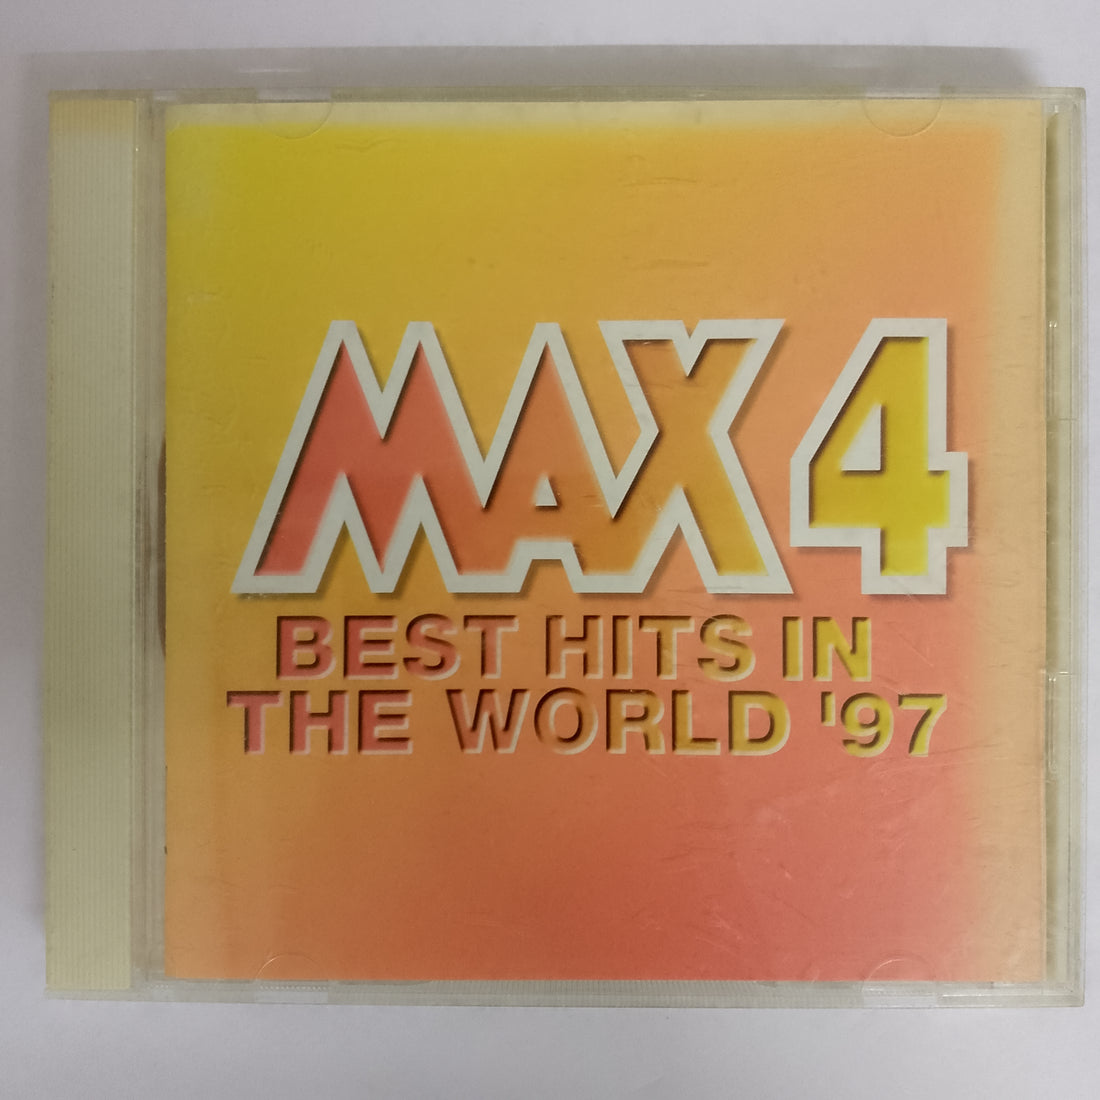 MAX 4
BEST HITS IN
THE WORLD '97